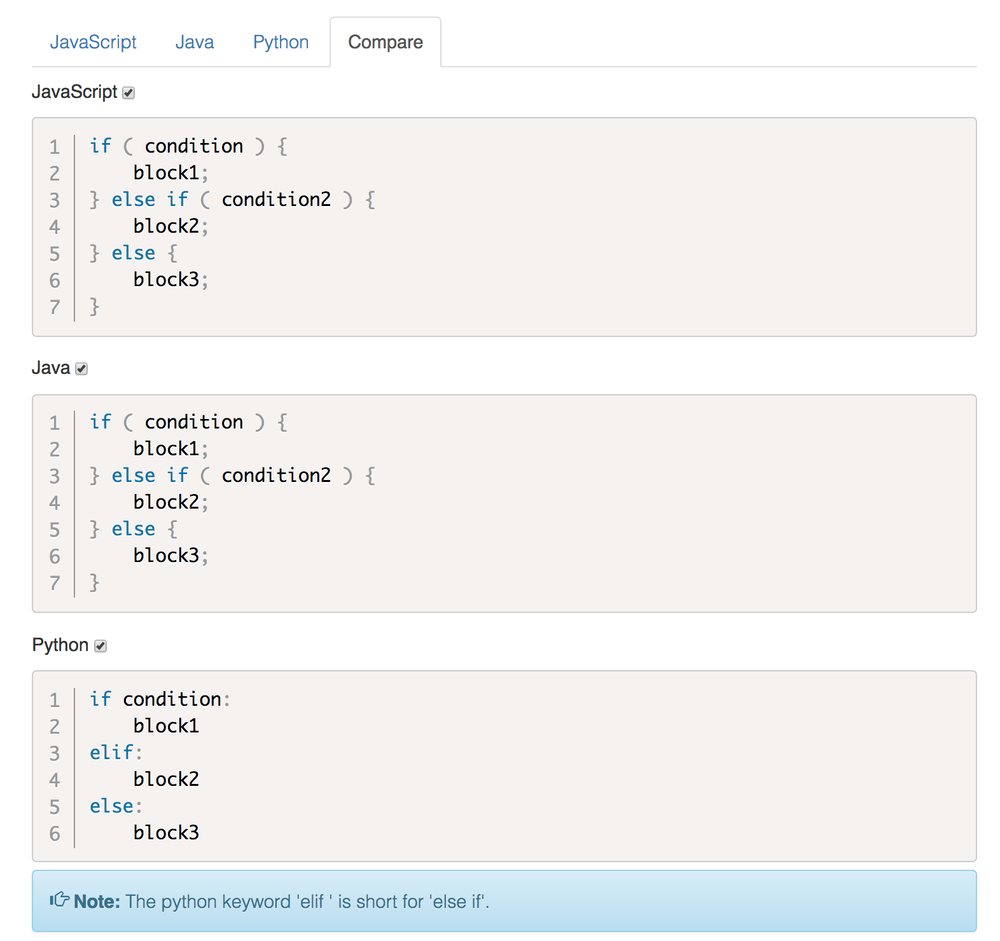 JavaScript Java Python Compare
JavaScript
1 if ( condition ) {
2     block1;
3 } else if ( condition2 ) {
4     block2;
5 } else {
6     block3;
7 }
Java
1 if ( condition ) {
2     block1;
3 } else if ( condition2 ) {
4     block2;
5 } else {
6     block3;
7 }
Python
1 if condition:
2     block1
3 elif:
4     block2
5 else:
6     block3
Note: The python keyword 'elif ' is short for 'else if'.